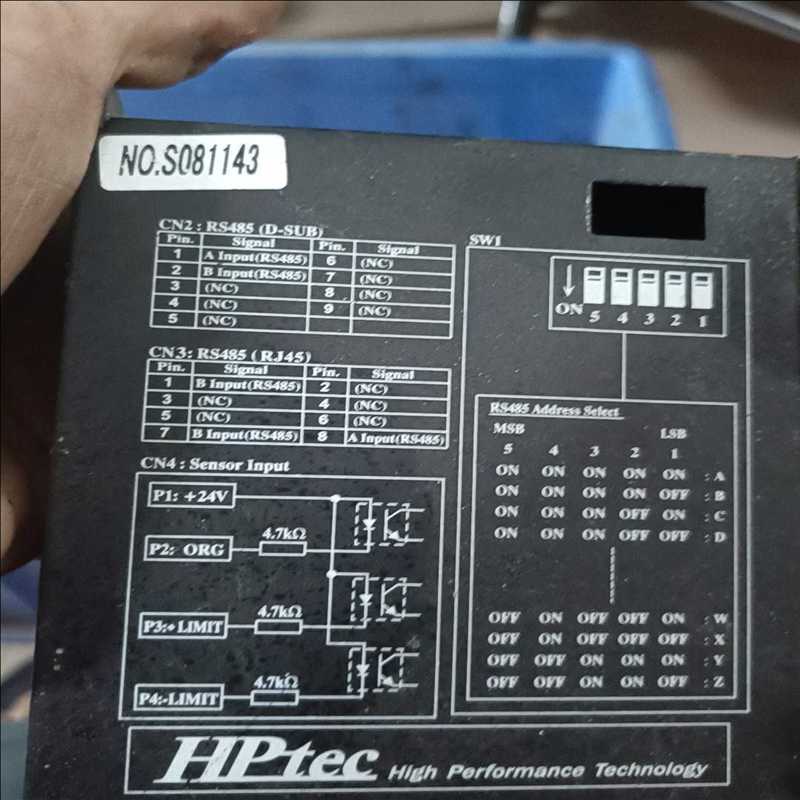 NO.S081143
CN2 : RS485 (D-SUB)
Pin. Signal Pin. Signal
1 A Input(RS485) 6 (NC)
2 B Input(RS485) 7 (NC)
3 (NC) 8 (NC)
4 (NC) 9 (NC)
5 (NC)
CN3: RS485 (RJ45)
Pin. Signal Pin. Signal
1 B Input(RS485) 2 (NC)
3 (NC) 4 (NC)
5 (NC) 6 (NC)
7 B Input(RS485) 8 A Input(RS485)
CN4 : Sensor Input
P1: +24V
P2: ORG 4.7kΩ
P3:+LIMIT 4.7kΩ
P4:-LIMIT 4.7kΩ
SW1
ON 5 4 3 2 1
RS485 Address Select
MSB LSB
5 4 3 2 1
ON ON ON ON ON : A
ON ON ON ON OFF : B
ON ON ON OFF ON : C
ON ON ON OFF OFF : D
OFF ON OFF OFF ON : W
OFF ON OFF OFF OFF : X
OFF OFF ON ON ON : Y
OFF OFF ON ON OFF : Z
HPtec High Performance Technology